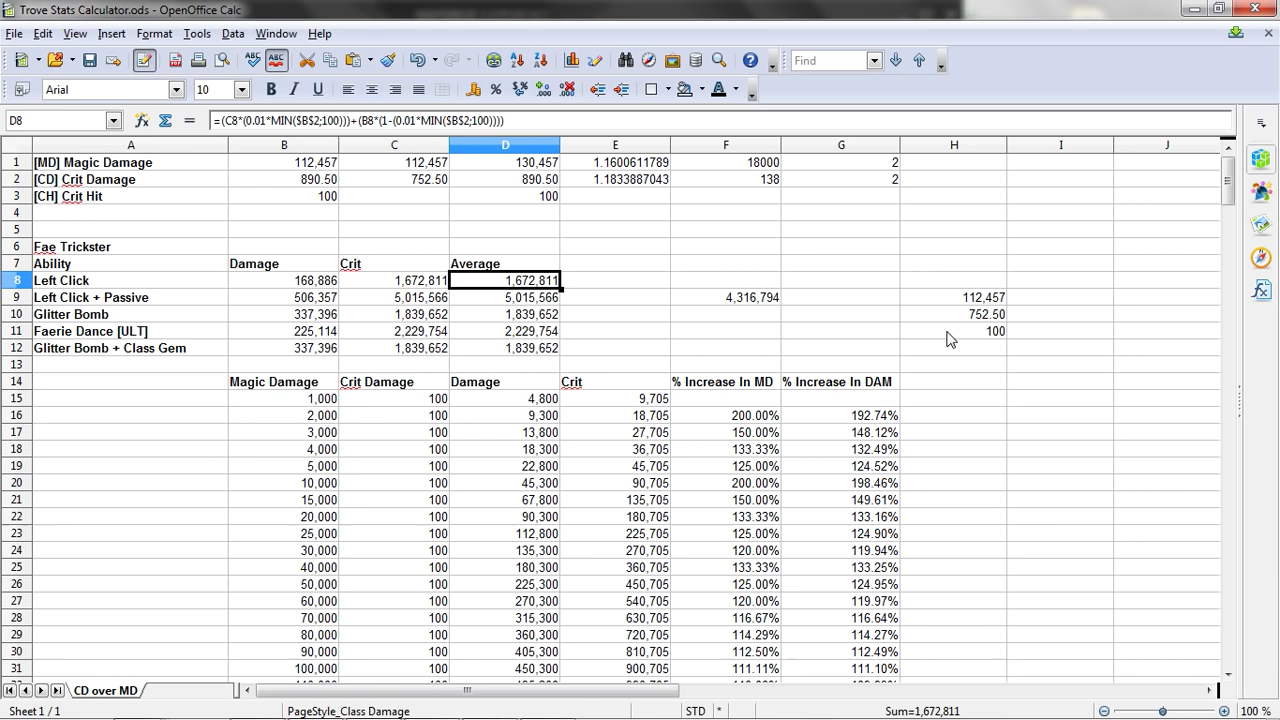 Trove Stats Calculator.ods - OpenOffice Calc
File Edit View Insert Format Tools Data Window Help
Find
Arial 10
D8 =(C8*(0.01*MIN($B$2;100)))+(B8*(1-(0.01*MIN($B$2;100))))
A B C D E F G H I J
1 [MD] Magic Damage 112,457 112,457 130,457 1.1600611789 18000 2
2 [CD] Crit Damage 890.50 752.50 890.50 1.1833887043 138 2
3 [CH] Crit Hit 100 100
4
5
6 Fae Trickster
7 Ability Damage Crit Average
8 Left Click 168,886 1,672,811 1,672,811
9 Left Click + Passive 506,357 5,015,566 5,015,566 4,316,794 112,457
10 Glitter Bomb 337,396 1,839,652 1,839,652 752.50
11 Faerie Dance [ULT] 225,114 2,229,754 2,229,754 100
12 Glitter Bomb + Class Gem 337,396 1,839,652 1,839,652
13
14 Magic Damage Crit Damage Damage Crit % Increase In MD % Increase In DAM
15 1,000 100 4,800 9,705
16 2,000 100 9,300 18,705 200.00% 192.74%
17 3,000 100 13,800 27,705 150.00% 148.12%
18 4,000 100 18,300 36,705 133.33% 132.49%
19 5,000 100 22,800 45,705 125.00% 124.52%
20 10,000 100 45,300 90,705 200.00% 198.46%
21 15,000 100 67,800 135,705 150.00% 149.61%
22 20,000 100 90,300 180,705 133.33% 133.16%
23 25,000 100 112,800 225,705 125.00% 124.90%
24 30,000 100 135,300 270,705 120.00% 119.94%
25 40,000 100 180,300 360,705 133.33% 133.25%
26 50,000 100 225,300 450,705 125.00% 124.95%
27 60,000 100 270,300 540,705 120.00% 119.97%
28 70,000 100 315,300 630,705 116.67% 116.64%
29 80,000 100 360,300 720,705 114.29% 114.27%
30 90,000 100 405,300 810,705 112.50% 112.49%
31 100,000 100 450,300 900,705 111.11% 111.10%
CD over MD
Sheet 1 / 1 PageStyle_Class Damage STD * Sum=1,672,811 100 %